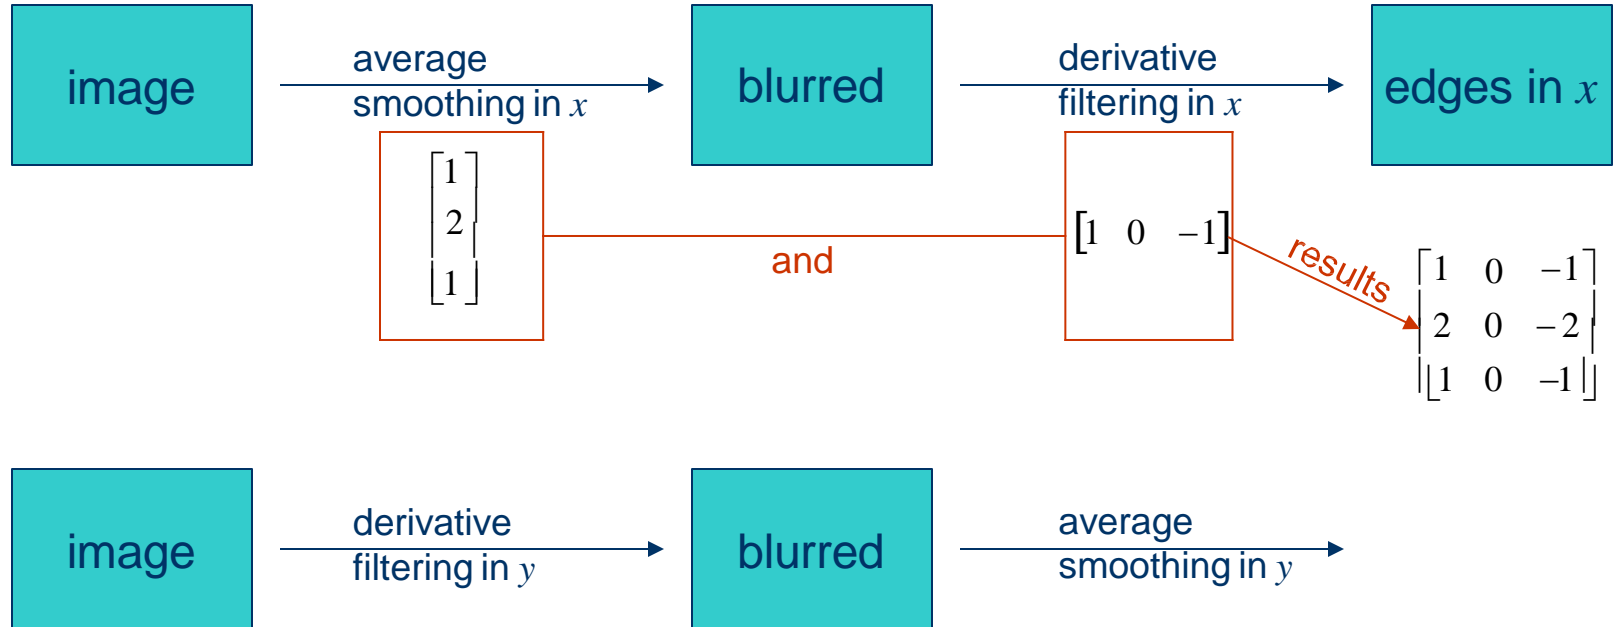 image
average
smoothing in x
blurred
derivative
filtering in x
edges in x
1
2
1
and
[1 0 −1]
results
1 0 −1
2 0 −2
1 0 −1
image
derivative
filtering in y
blurred
average
smoothing in y